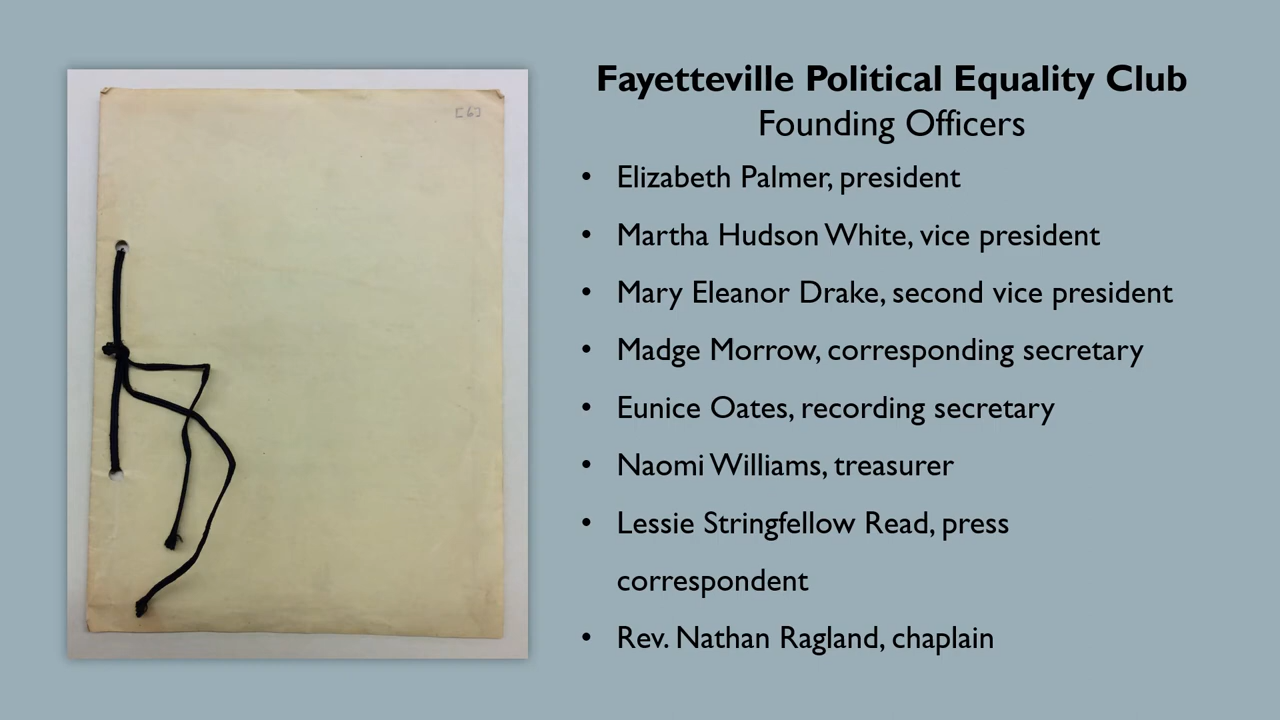 [6]
Fayetteville Political Equality Club
Founding Officers
• Elizabeth Palmer, president
• Martha Hudson White, vice president
• Mary Eleanor Drake, second vice president
• Madge Morrow, corresponding secretary
• Eunice Oates, recording secretary
• Naomi Williams, treasurer
• Lessie Stringfellow Read, press
correspondent
• Rev. Nathan Ragland, chaplain